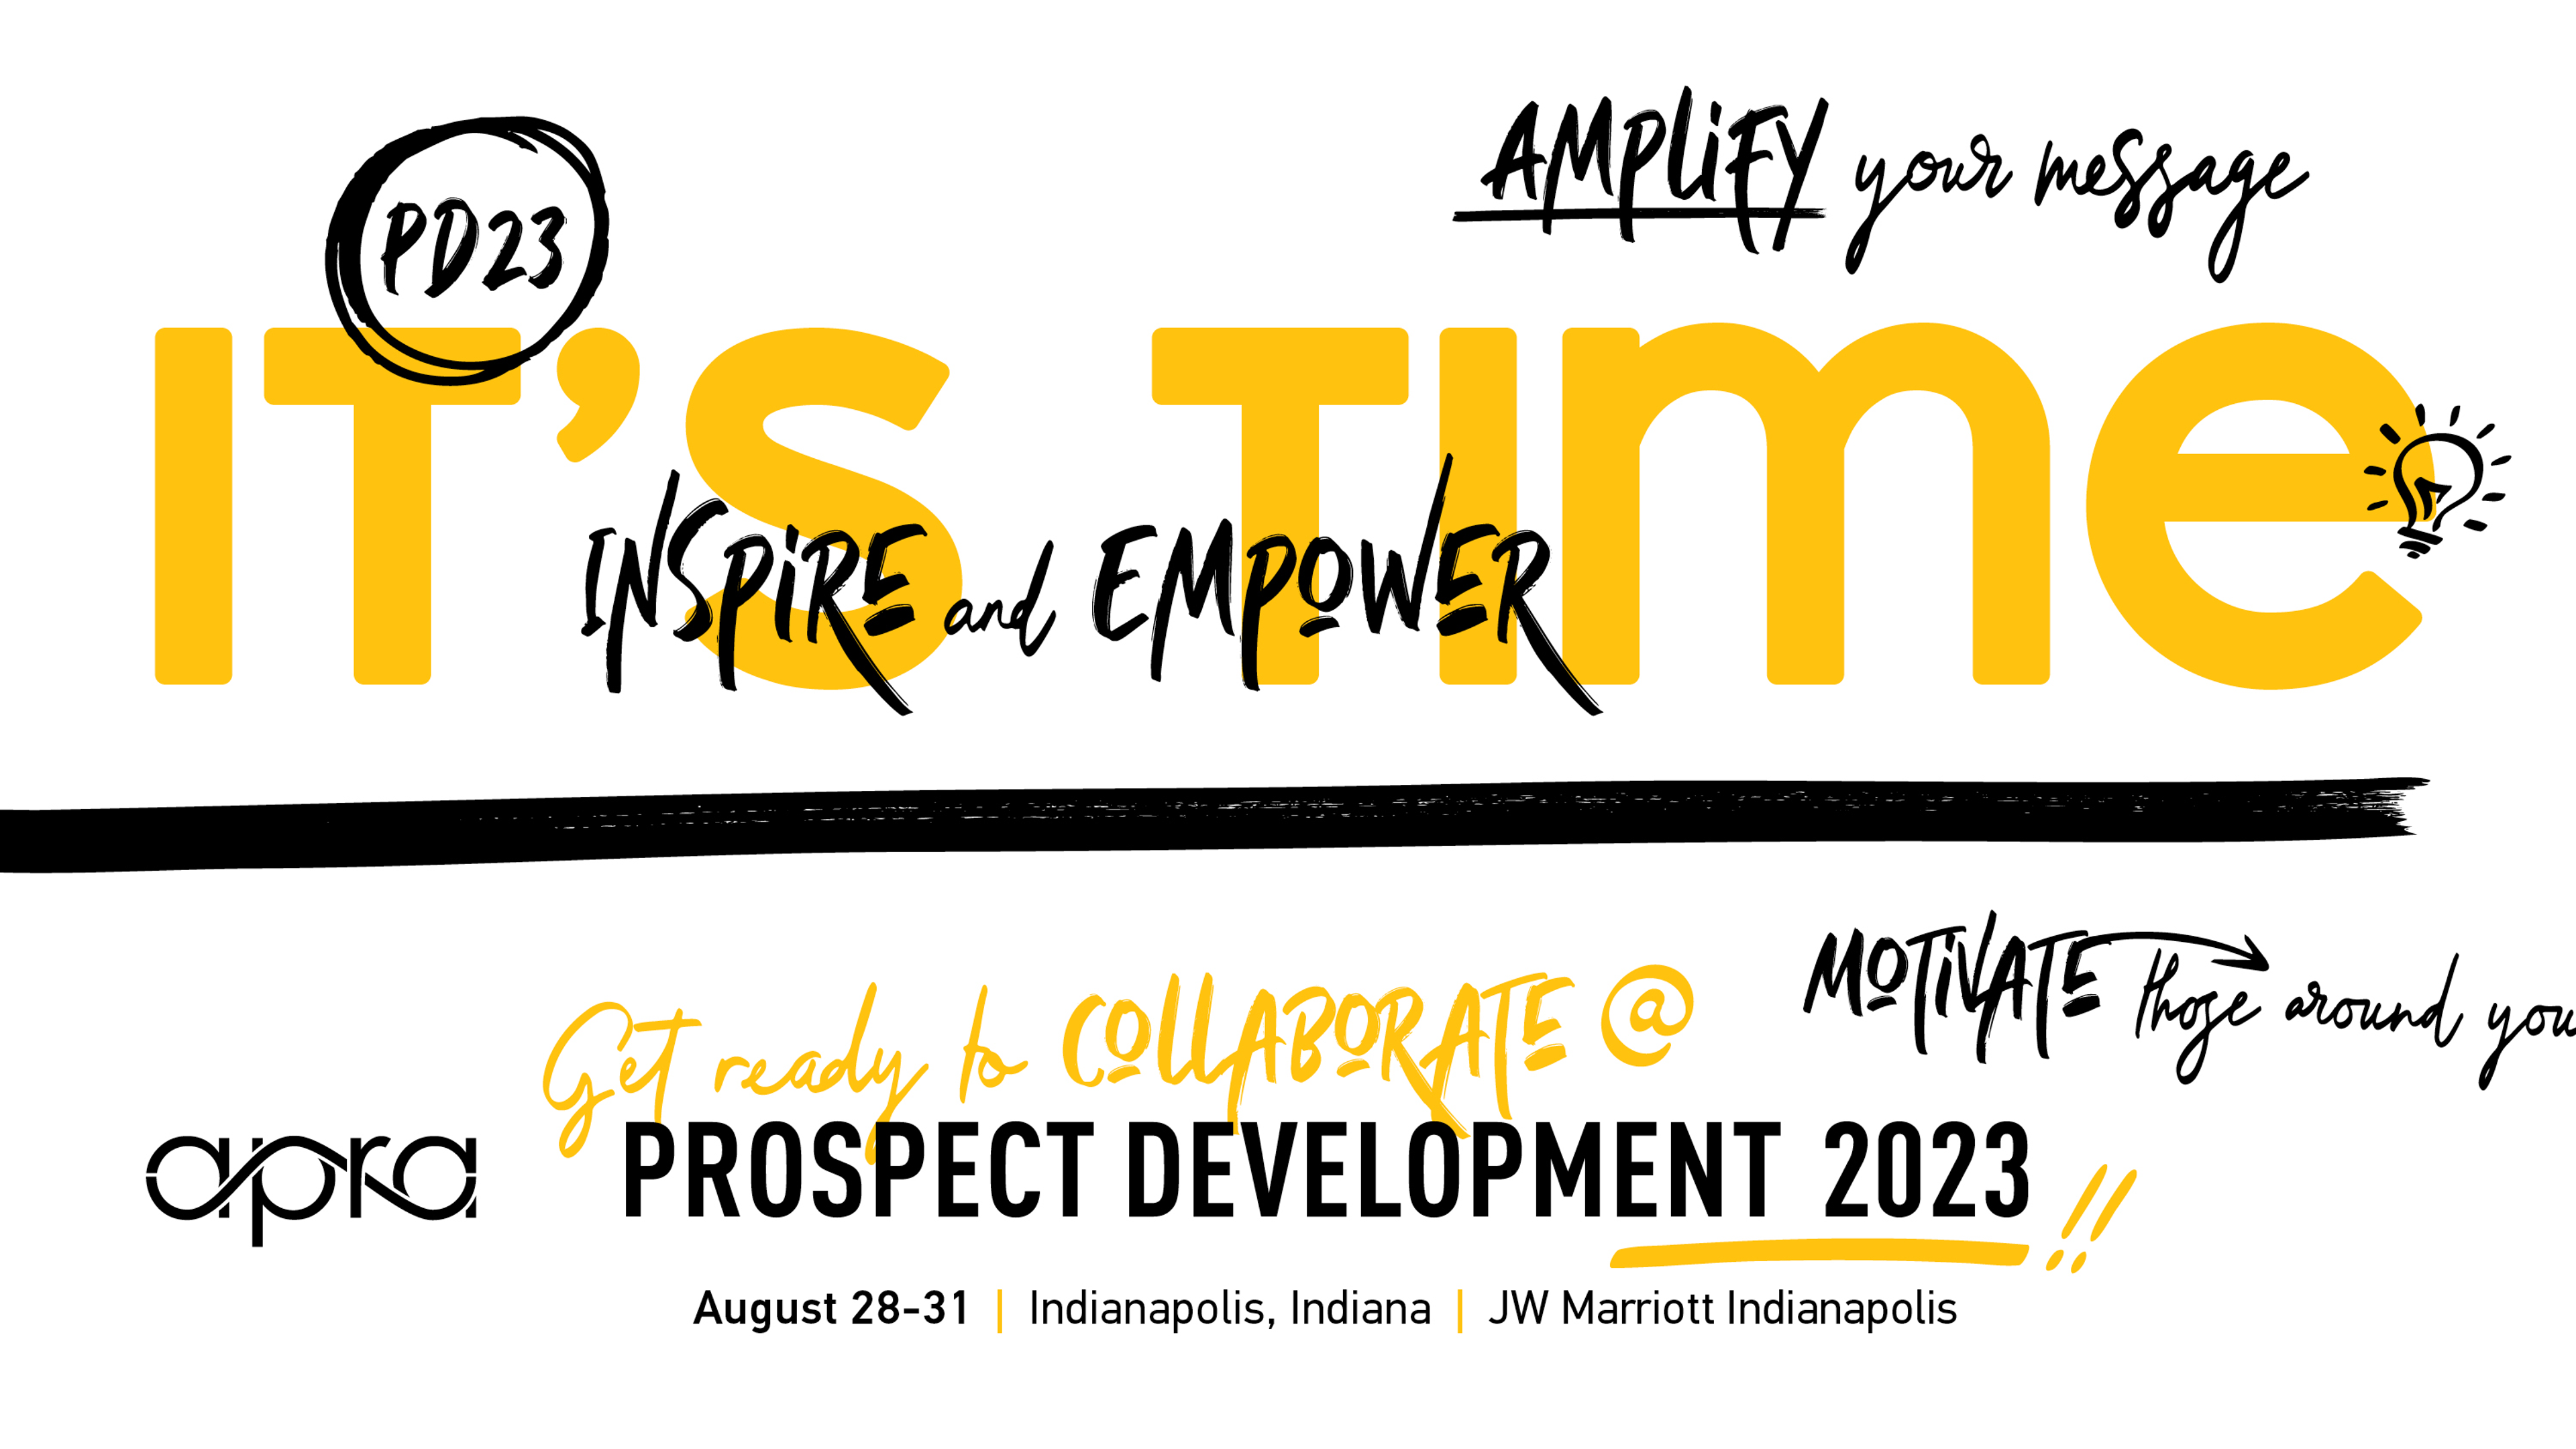 PD23
AMPLiFY your message
IT'S TIme
INSPiRE and EMPOWER
MOTiVATE those around you
Get ready to COLLABORATE @
apra
PROSPECT DEVELOPMENT 2023!!
August 28-31 | Indianapolis, Indiana | JW Marriott Indianapolis